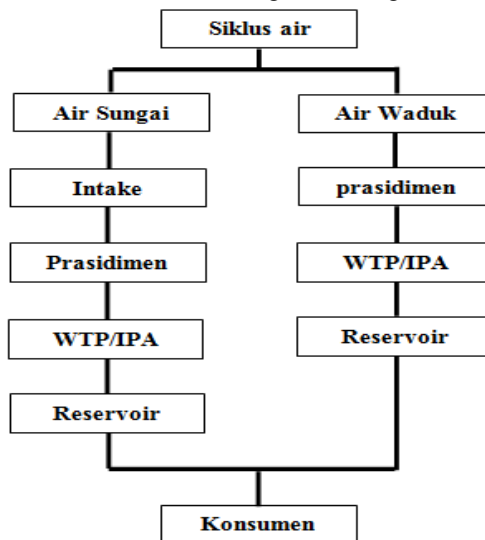 Siklus air
Air Sungai
Intake
Prasidimen
WTP/IPA
Reservoir
Air Waduk
prasidimen
WTP/IPA
Reservoir
Konsumen